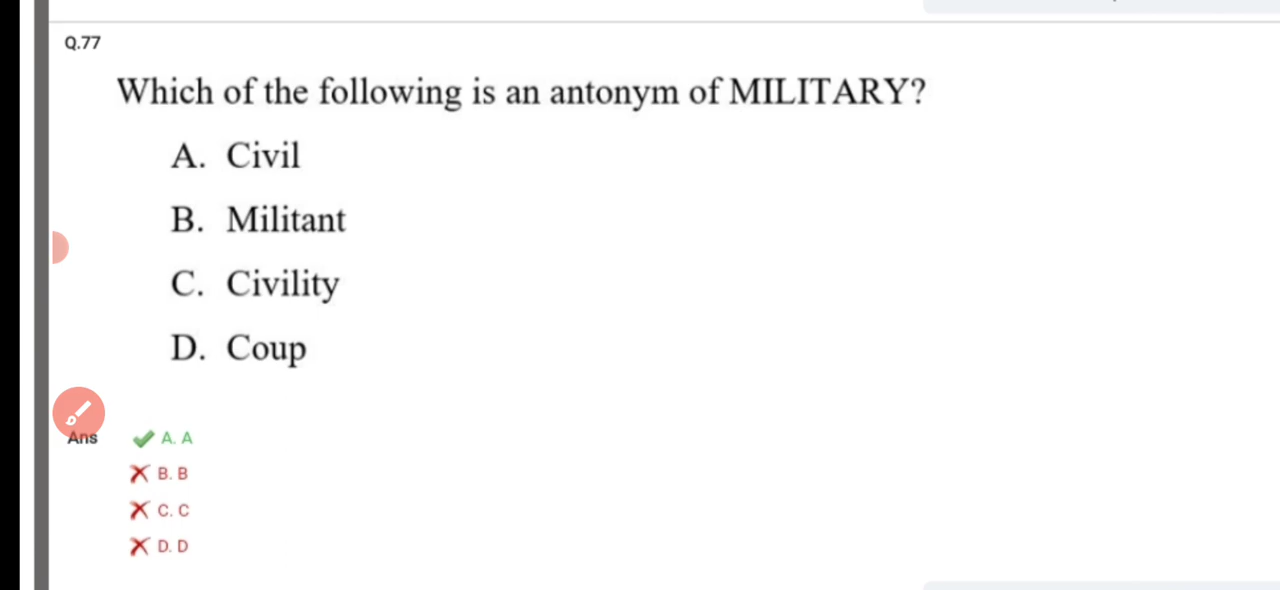 Q.77
Which of the following is an antonym of MILITARY?
A. Civil
B. Militant
C. Civility
D. Coup
Ans A. A
B. B
C. C
D. D